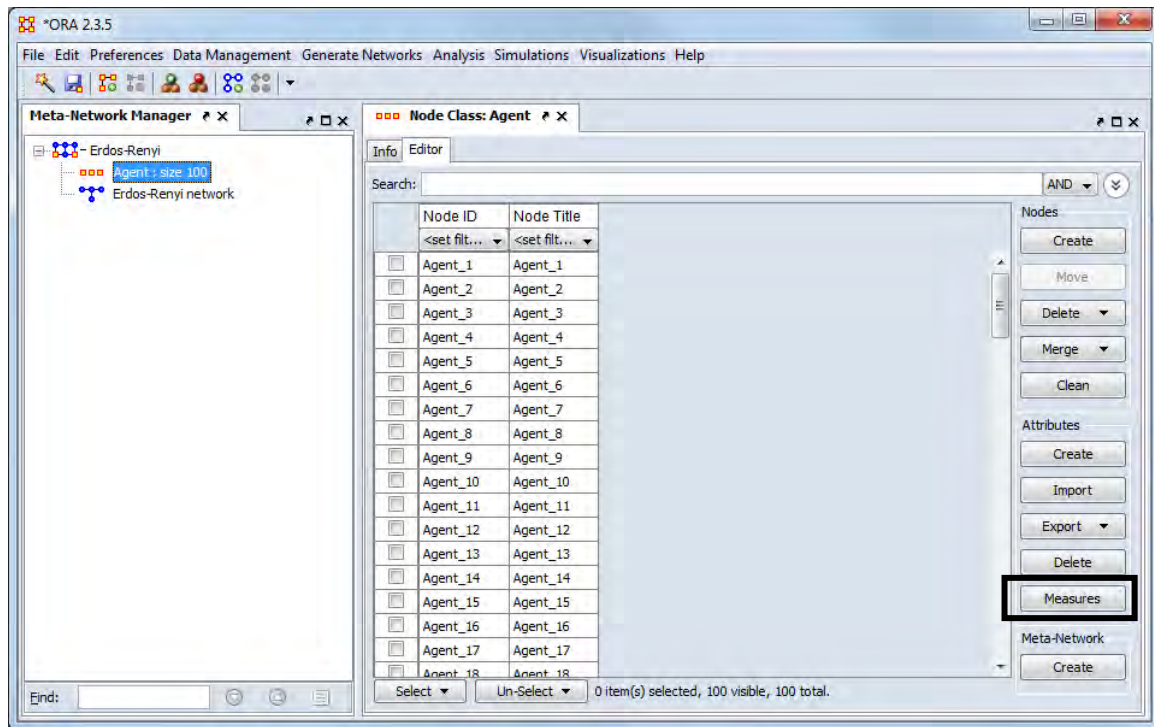 *ORA 2.3.5
File Edit Preferences Data Management Generate Networks Analysis Simulations Visualizations Help
Meta-Network Manager
Erdos-Renyi
Agent : size 100
Erdos-Renyi network
Find:
Node Class: Agent
Info Editor
Search: AND
Node ID Node Title
<set filt... <set filt...
Agent_1 Agent_1
Agent_2 Agent_2
Agent_3 Agent_3
Agent_4 Agent_4
Agent_5 Agent_5
Agent_6 Agent_6
Agent_7 Agent_7
Agent_8 Agent_8
Agent_9 Agent_9
Agent_10 Agent_10
Agent_11 Agent_11
Agent_12 Agent_12
Agent_13 Agent_13
Agent_14 Agent_14
Agent_15 Agent_15
Agent_16 Agent_16
Agent_17 Agent_17
Agent_18 Agent_18
Select Un-Select 0 item(s) selected, 100 visible, 100 total.
Nodes
Create
Move
Delete
Merge
Clean
Attributes
Create
Import
Export
Delete
Measures
Meta-Network
Create